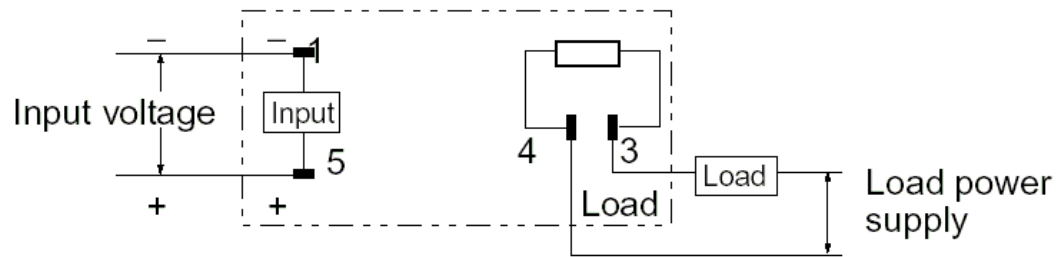 – –
1
Input voltage
Input
4
3
5
Load
Load
Load power
supply
+ +